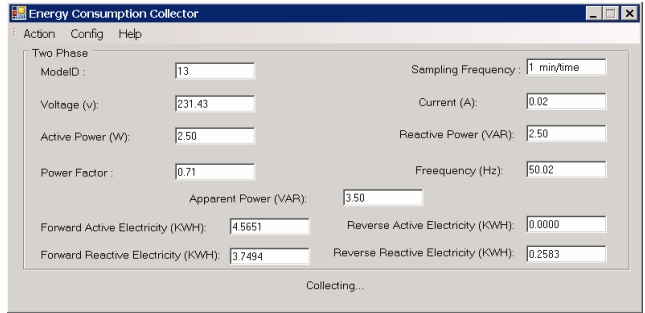 Energy Consumption Collector
Action Config Help
Two Phase
ModeID : 13 Sampling Frequency : 1 min/time
Voltage (v): 231.43 Current (A): 0.02
Active Power (W): 2.50 Reactive Power (VAR): 2.50
Power Factor : 0.71 Freequency (Hz): 50.02
Apparent Power (VAR): 3.50
Forward Active Electricity (KWH): 4.5651 Reverse Active Electricity (KWH): 0.0000
Forward Reactive Electricity (KWH): 3.7494 Reverse Reactive Electricity (KWH): 0.2583
Collecting...